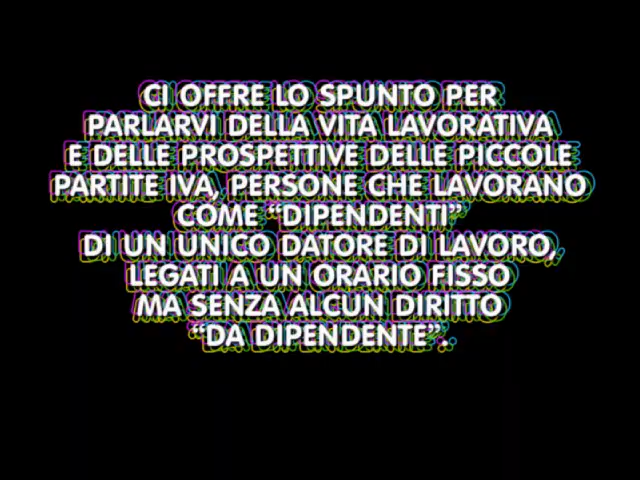 CI OFFRE LO SPUNTO PER
PARLARVI DELLA VITA LAVORATIVA
E DELLE PROSPETTIVE DELLE PICCOLE
PARTITE IVA, PERSONE CHE LAVORANO
COME “DIPENDENTI”
DI UN UNICO DATORE DI LAVORO,
LEGATI A UN ORARIO FISSO
MA SENZA ALCUN DIRITTO
“DA DIPENDENTE”.